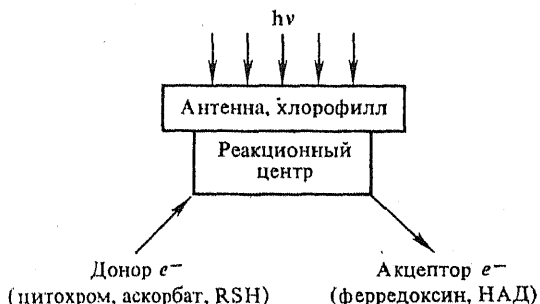 hν
Антенна, хлорофилл
Реакционный
центр
Донор e⁻
(цитохром, аскорбат, RSH)
Акцептор e⁻
(ферредоксин, НАД)